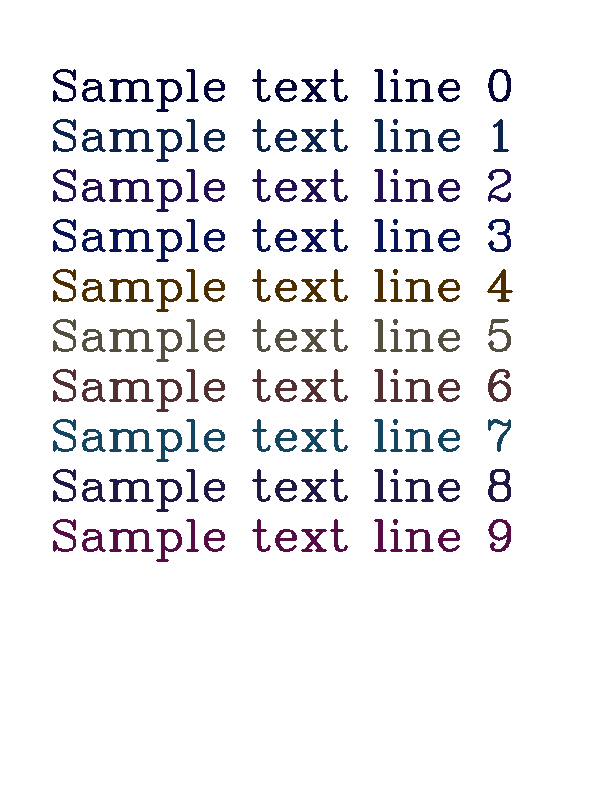 Sample text line 0
Sample text line 1
Sample text line 2
Sample text line 3
Sample text line 4
Sample text line 5
Sample text line 6
Sample text line 7
Sample text line 8
Sample text line 9